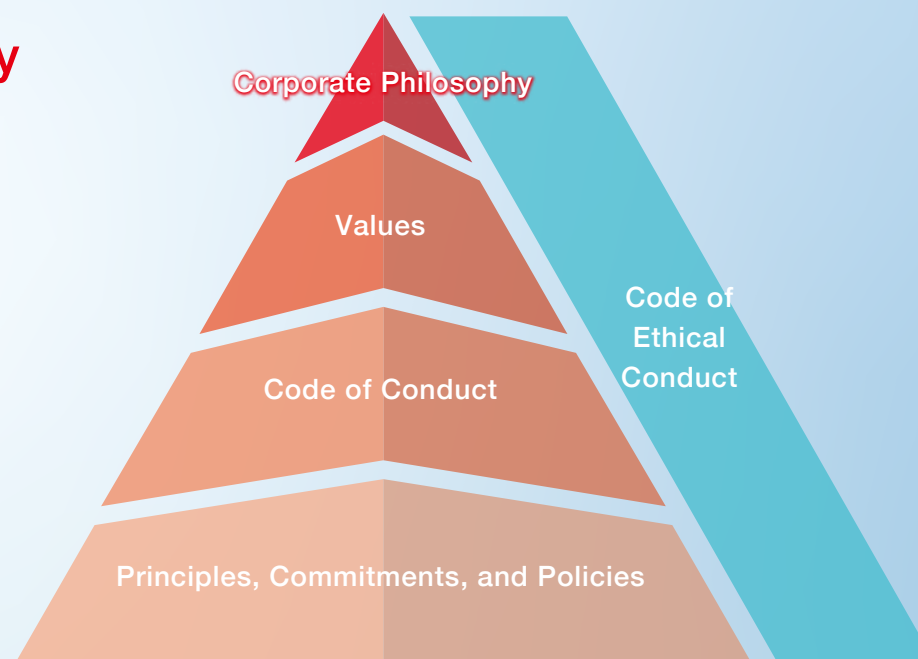 y
Corporate Philosophy
Values
Code of
Ethical
Conduct
Code of Conduct
Principles, Commitments, and Policies